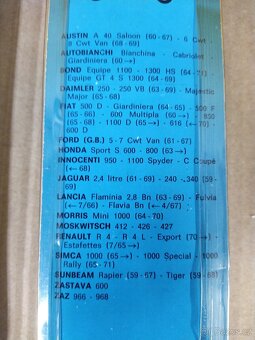 AUSTIN A 40 Saloon (60-67) - 6 Cwt
8 Cwt Van (68-69)
AUTOBIANCHI Bianchina - Cabriolet
Giardiniera (60→)
BOND Equipe 1100 - 1300 HS (64-71)
Equipe GT 4 S 1300 (64-69)
DAIMLER 250 - 250 VB (63-69) - Majestic
Major (65-68)
FIAT 500 D - Giardiniera (64-65) - 500 F
(65-66) - 600 Multipla (60→) - 850
(65-68) - 1100 D (65→) - 616 (←70) -
600 D
FORD (G.B.) 5-7 Cwt Van (61-67)
HONDA Sport S 600 - 800 (63→)
INNOCENTI 950 - 1100 Spyder - C Coupé
(←68)
JAGUAR 2,4 litre (61-69) - 240 - 340 (59-
69)
LANCIA Flaminia 2,8 Bn (63-69) - Fulvia
(←7/66) - Flavia Bn (←4/67)
MORRIS Mini 1000 (64-70)
MOSKWITSCH 412 - 426 - 427
RENAULT R 4 - R 4 L - Export (70→) -
Estafettes (7/65→)
SIMCA 1000 (65→) - 1000 Special - 1000
Rally (65-71)
SUNBEAM Rapier (59-67) - Tiger (59-68)
ZASTAVA 600
ZAZ 966 - 968